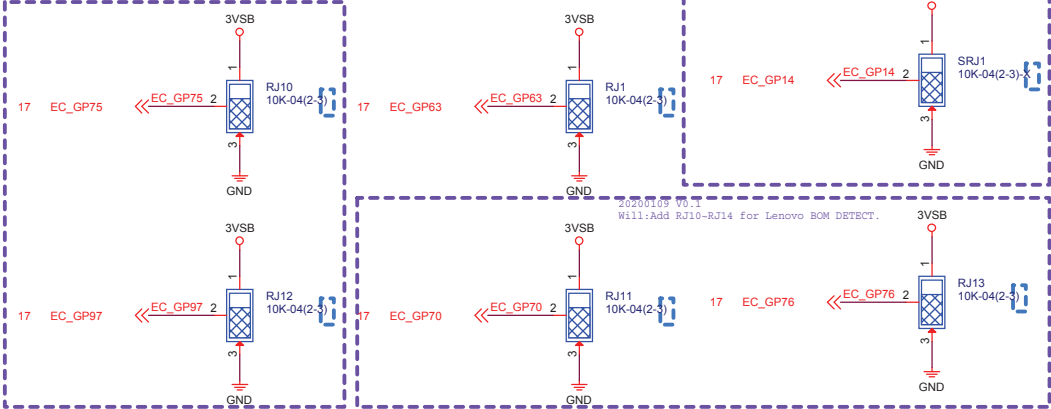 3VSB
1
17 EC_GP75 EC_GP75 2
RJ10
10K-04(2-3)
3
GND
3VSB
1
17 EC_GP63 EC_GP63 2
RJ1
10K-04(2-3)
3
GND
1
17 EC_GP14 EC_GP14 2
SRJ1
10K-04(2-3)-X
3
GND
20200109 V0.1
Will:Add RJ10-RJ14 for Lenovo BOM DETECT.
3VSB
1
17 EC_GP97 EC_GP97 2
RJ12
10K-04(2-3)
3
GND
1
17 EC_GP70 EC_GP70 2
RJ11
10K-04(2-3)
3
GND
3VSB
1
17 EC_GP76 EC_GP76 2
RJ13
10K-04(2-3)
3
GND